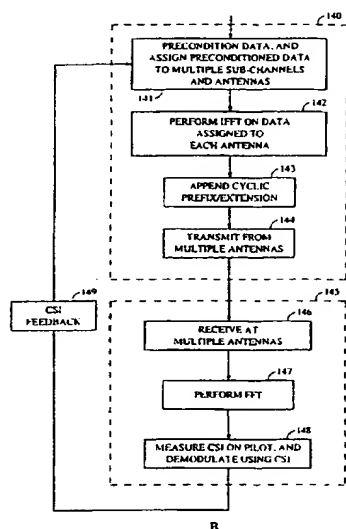 140
PRECONDITION DATA, AND
ASSIGN PRECONDITIONED DATA
TO MULTIPLE SUB-CHANNELS
AND ANTENNAS
141
142
PERFORM IFFT ON DATA
ASSIGNED TO
EACH ANTENNA
143
APPEND CYCLIC
PREFIX/EXTENSION
144
TRANSMIT FROM
MULTIPLE ANTENNAS
149
CSI
FEEDBACK
145
146
RECEIVE AT
MULTIPLE ANTENNAS
147
PERFORM FFT
148
MEASURE CSI ON PILOT, AND
DEMODULATE USING CSI
B